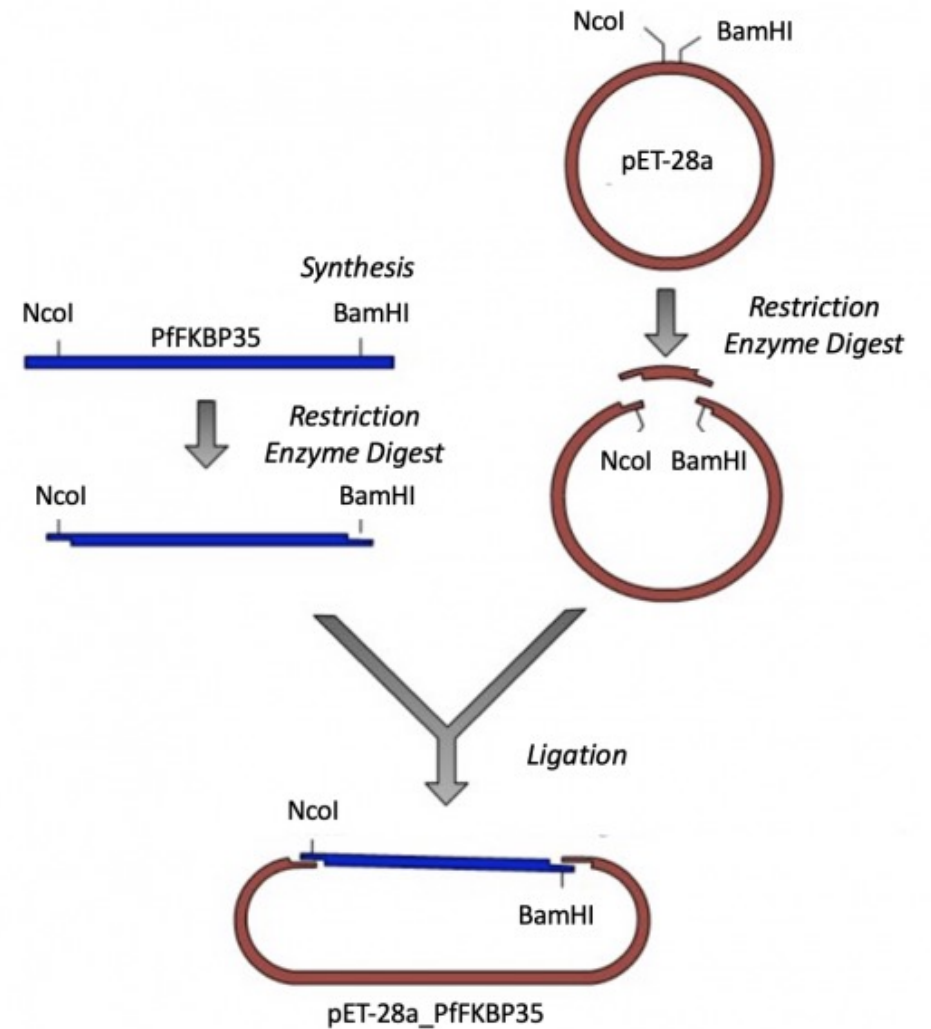 NcoI
BamHI
pET-28a
Synthesis
NcoI
BamHI
PfFKBP35
Restriction
Enzyme Digest
Restriction
Enzyme Digest
NcoI
BamHI
NcoI
BamHI
Ligation
NcoI
BamHI
pET-28a_PfFKBP35